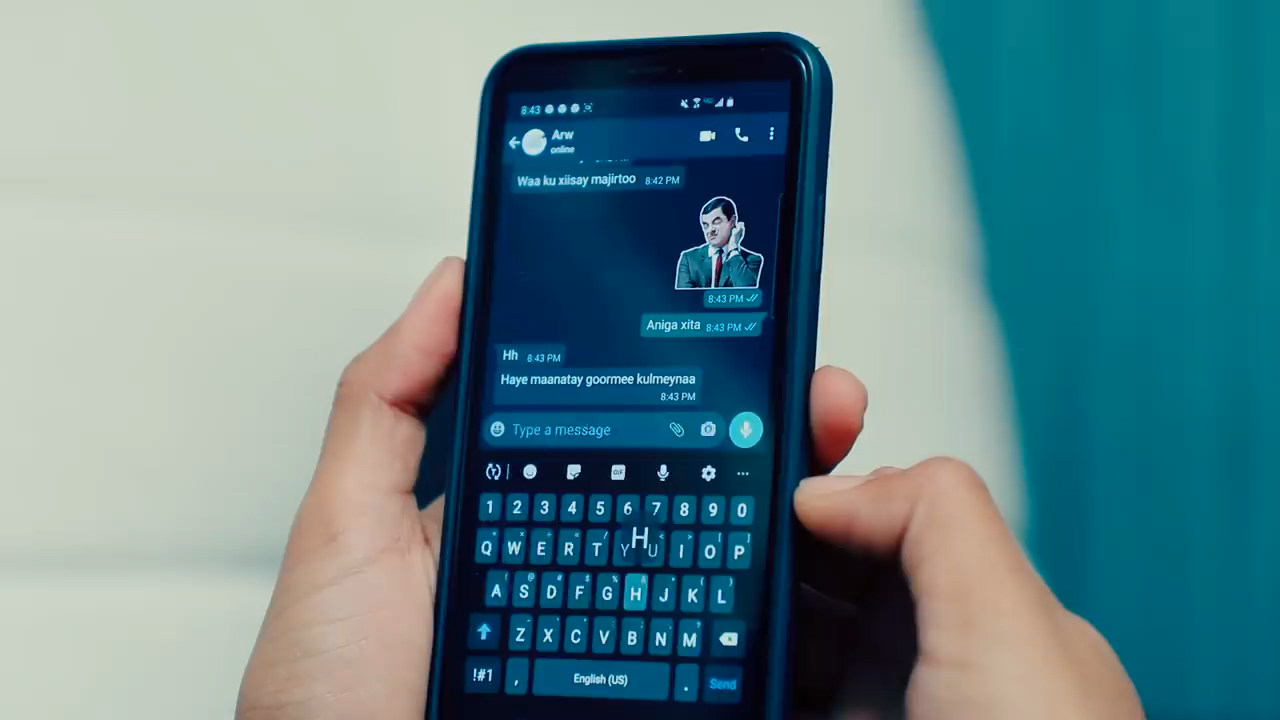 8:43
Arw
online
Waa ku xiisay majirtoo 8:42 PM
8:43 PM
Aniga xita 8:43 PM
Hh 8:43 PM
Haye maanatay goormee kulmeynaa
8:43 PM
Type a message
GIF
1 2 3 4 5 6 7 8 9 0
H
Q W E R T Y U I O P
A S D F G H J K L
Z X C V B N M
!#1 , English (US) . Send